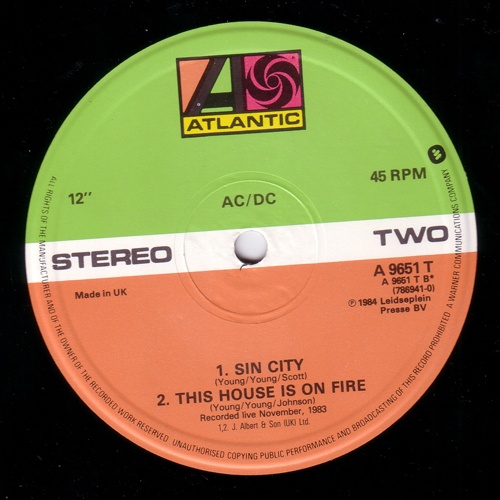 ATLANTIC
12"
AC/DC
45 RPM
STEREO
TWO
Made in UK
A 9651 T
A 9651 T B*
(786941-0)
℗ 1984 Leidseplein
Presse BV
1. SIN CITY
(Young/Young/Scott)
2. THIS HOUSE IS ON FIRE
(Young/Young/Johnson)
Recorded live November, 1983
1,2. J. Albert & Son (UK) Ltd.
ALL RIGHTS OF THE MANUFACTURER AND OF THE OWNER OF THE RECORDED WORK RESERVED. UNAUTHORISED COPYING PUBLIC PERFORMANCE AND BROADCASTING OF THIS RECORD PROHIBITED. A WARNER COMMUNICATIONS COMPANY